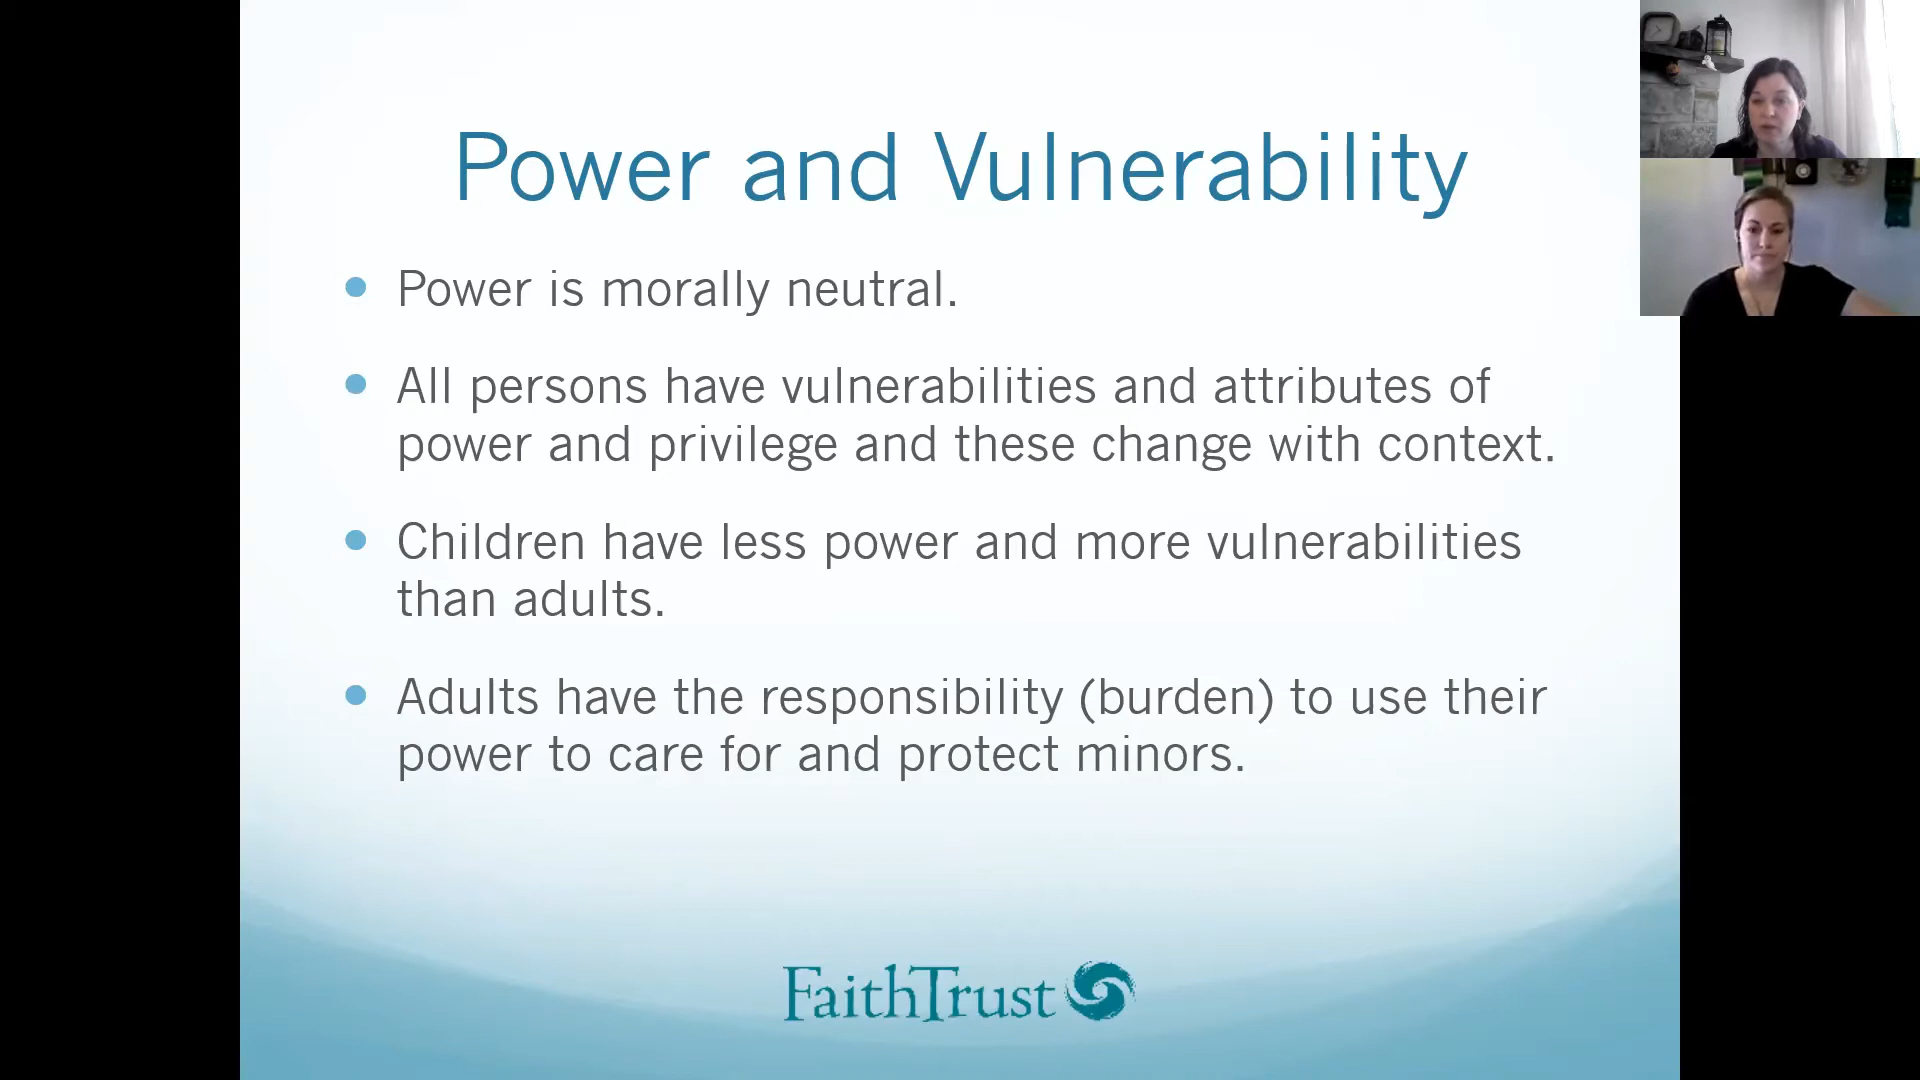 Power and Vulnerability
Power is morally neutral.
All persons have vulnerabilities and attributes of
power and privilege and these change with context.
Children have less power and more vulnerabilities
than adults.
Adults have the responsibility (burden) to use their
power to care for and protect minors.
FaithTrust